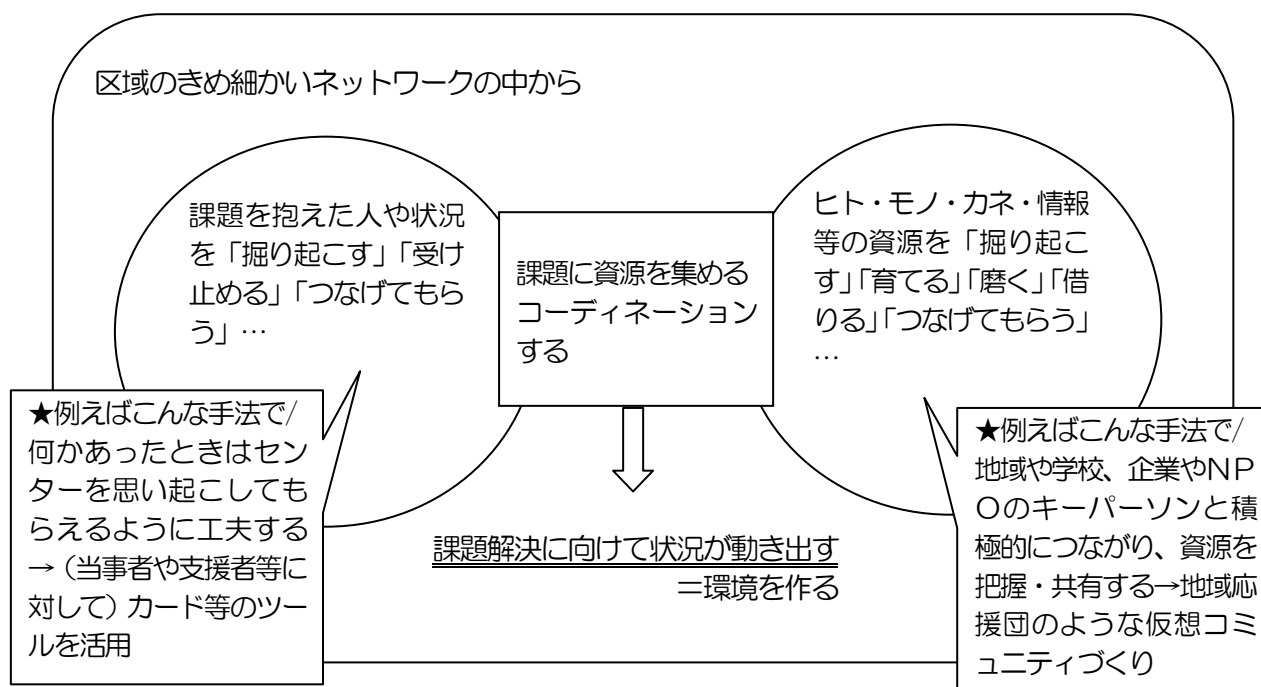 区域のきめ細かいネットワークの中から
課題を抱えた人や状況
を「掘り起こす」「受け
止める」「つなげてもら
う」…
課題に資源を集める
コーディネーション
する
ヒト・モノ・カネ・情報
等の資源を「掘り起こ
す」「育てる」「磨く」「借
りる」「つなげてもらう」
…
★例えばこんな手法で/
何かあったときはセン
ターを思い起こしても
らえるように工夫する
→（当事者や支援者等に
対して）カード等のツー
ルを活用
課題解決に向けて状況が動き出す
＝環境を作る
★例えばこんな手法で/
地域や学校、企業やＮＰ
Ｏのキーパーソンと積
極的につながり、資源を
把握・共有する→地域応
援団のような仮想コミ
ュニティづくり